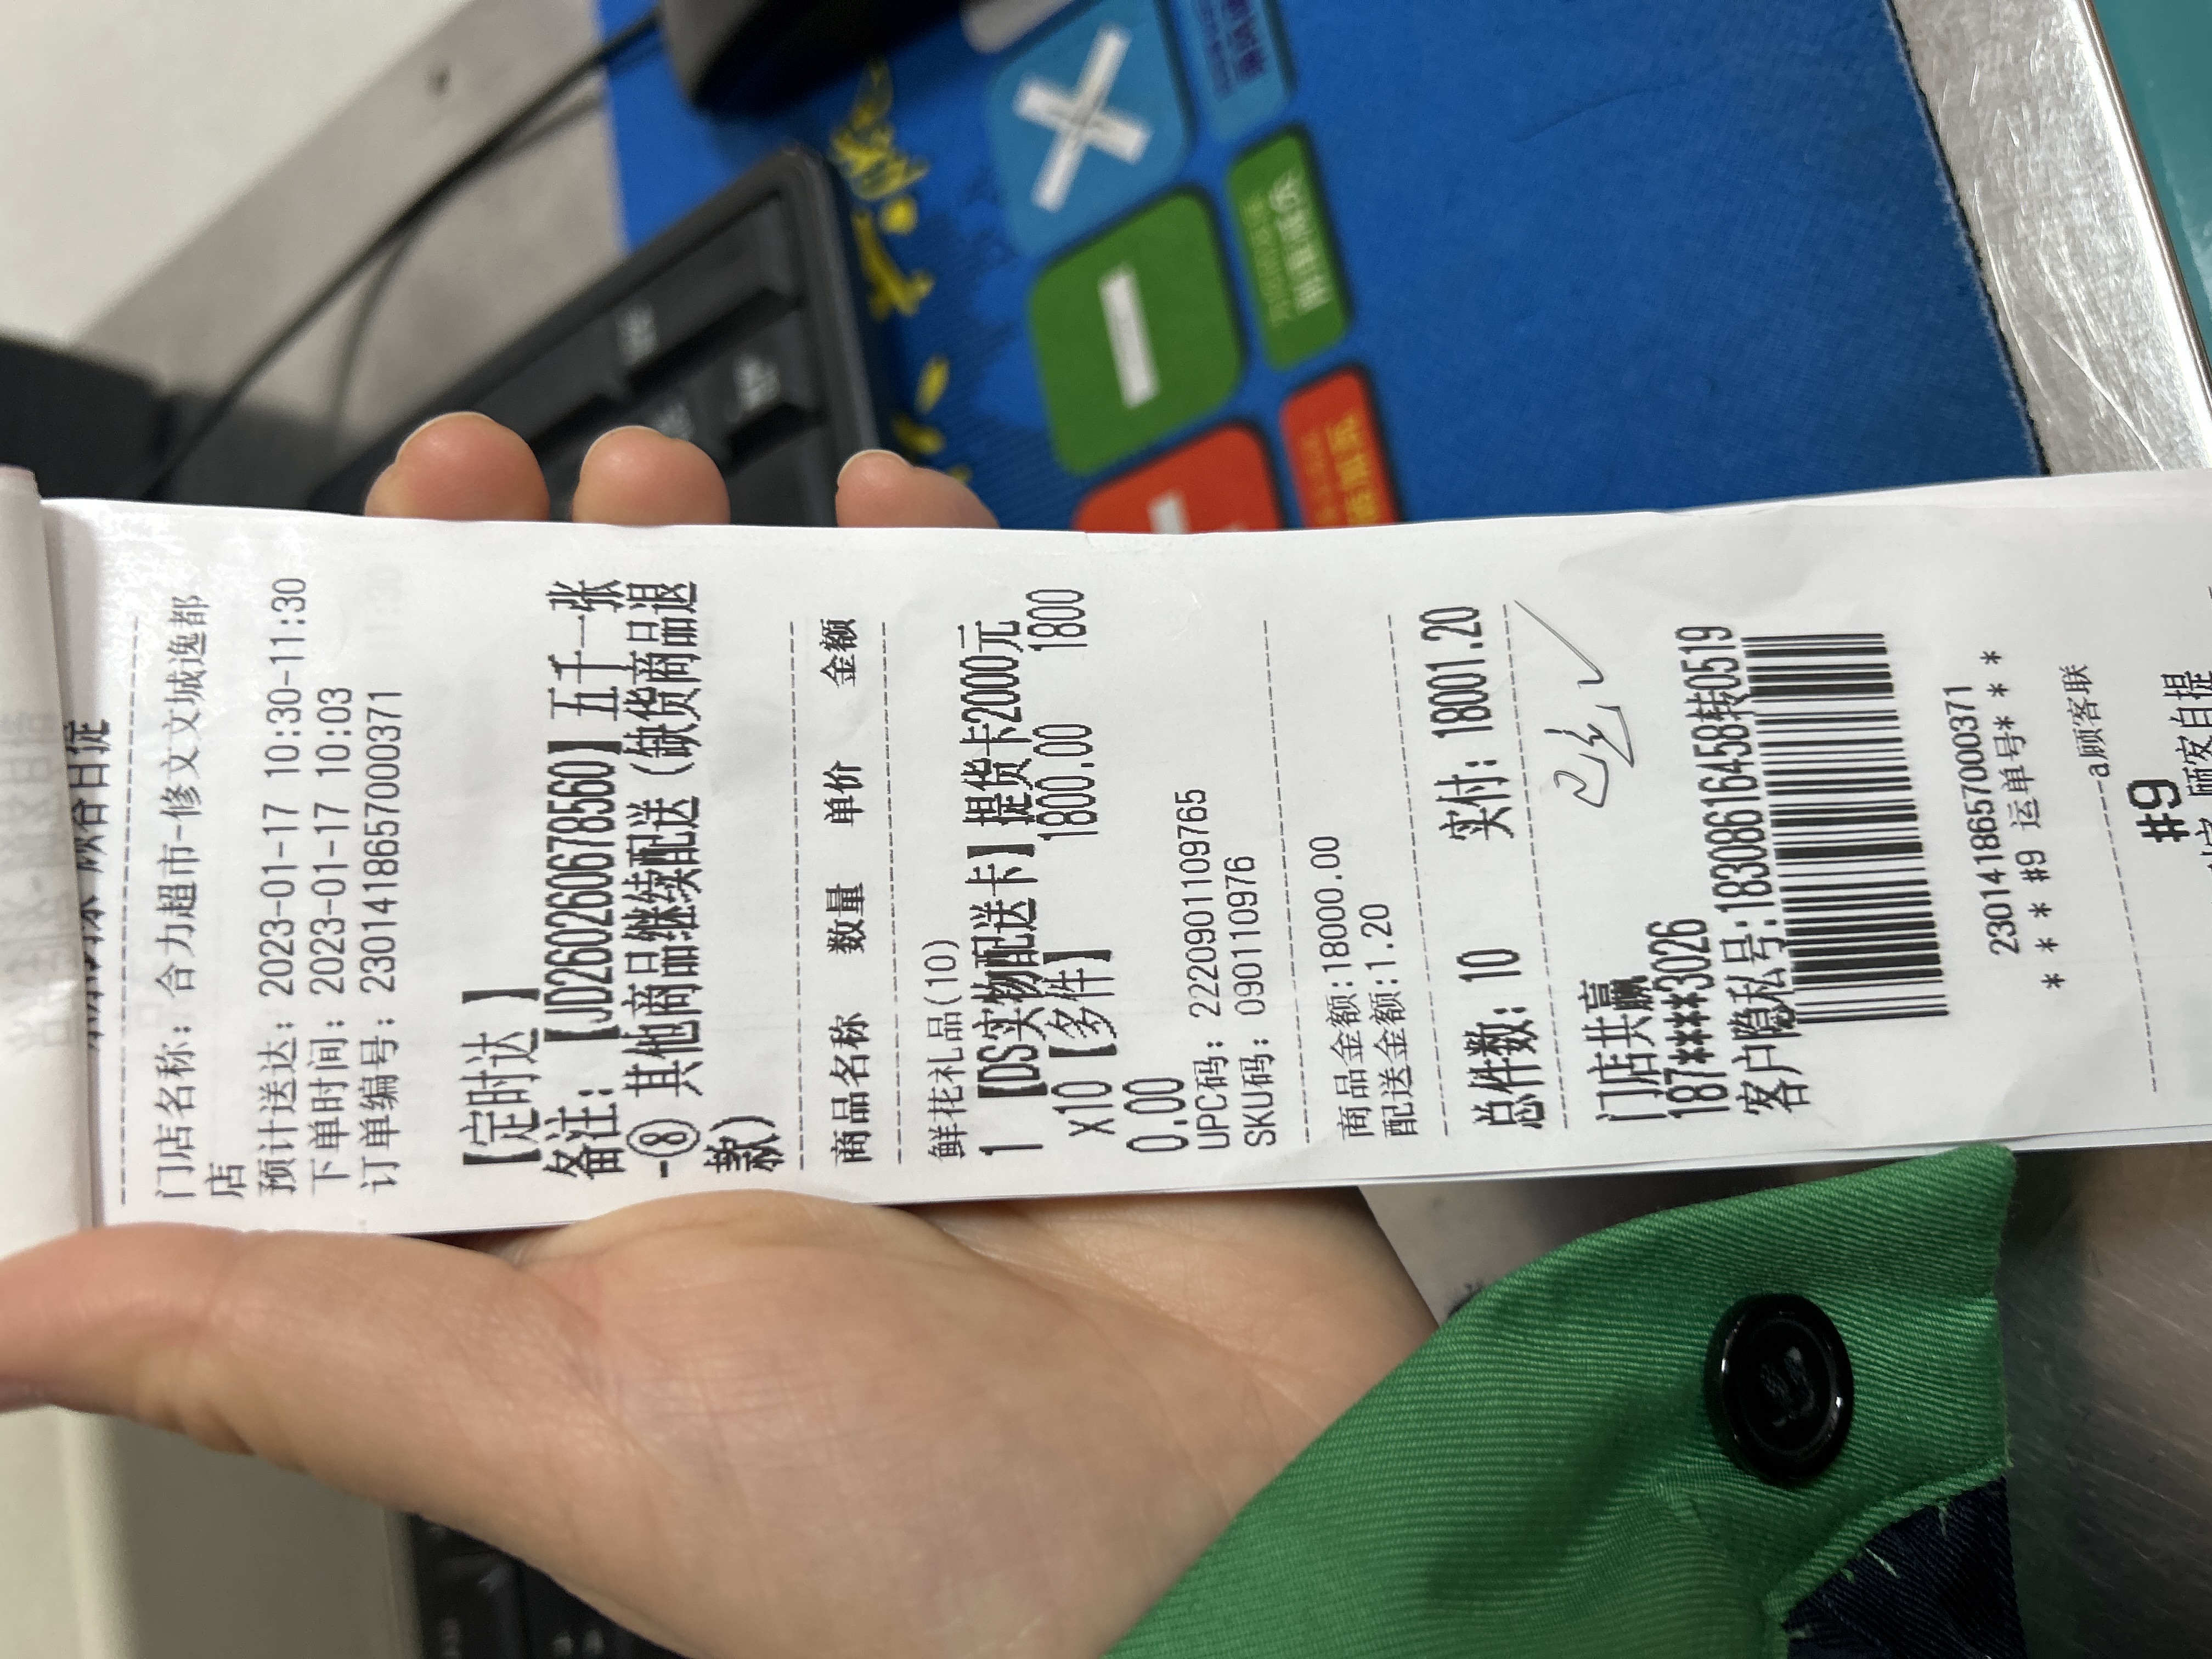 门店名称：合力超市-修文文城逸都
店
预计送达：2023-01-17 10:30-11:30
下单时间：2023-01-17 10:03
订单编号：2301418657000371
【定时达 】
备注：【JD2602606785​60】五千一张
-⑧ 其他商品继续配送（缺货商品退
款）
商品名称 数量 单价 金额
鲜花礼品(10)
1 【DS实物配送卡】提货卡2000元
x10【多件】 1800.00 1800
0.00
UPC码：2220901109765
SKU码：090110976
商品金额:18000.00
配送金额:1.20
总件数：10 实付：18001.20
门店共赢
187****3026
客户隐私号:18308616458转0519
2301418657000371
* * * #9 运单号* * *
-----a顾客联
#9
顾客自提